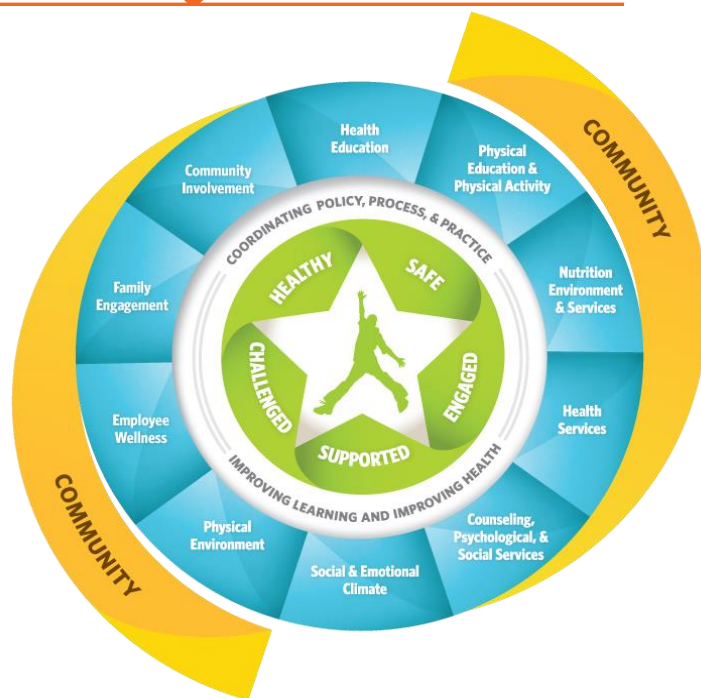 COMMUNITY
Health
Education
Physical
Education &
Physical Activity
Nutrition
Environment
& Services
Health
Services
Counseling,
Psychological, &
Social Services
Social & Emotional
Climate
Physical
Environment
Employee
Wellness
Family
Engagement
Community
Involvement
COORDINATING POLICY, PROCESS, & PRACTICE
IMPROVING LEARNING AND IMPROVING HEALTH
HEALTHY
SAFE
ENGAGED
SUPPORTED
CHALLENGED
COMMUNITY